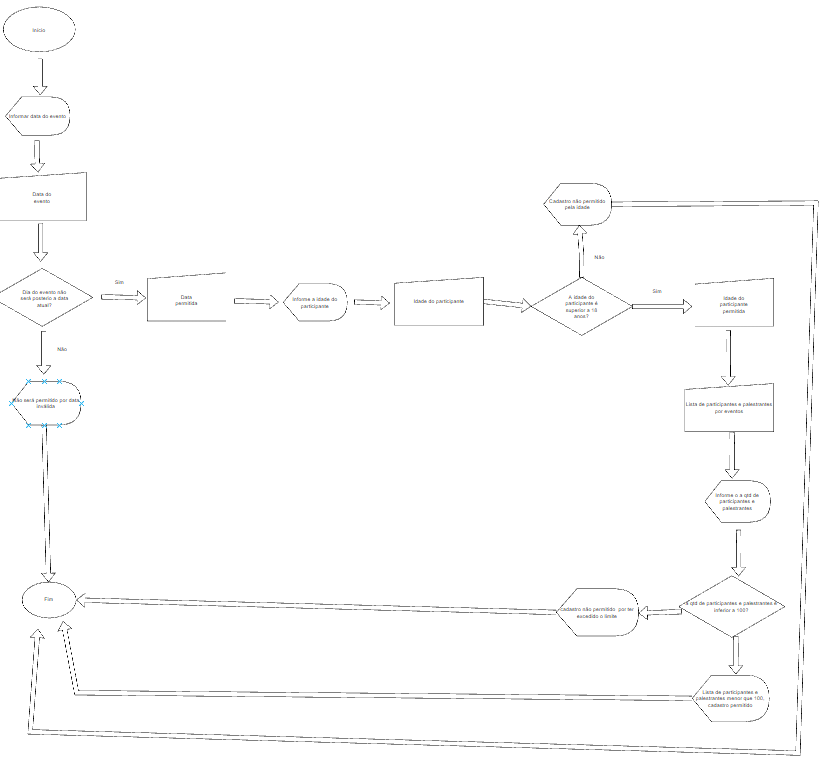 Início
Informar data do evento
Data do
evento
Dia do evento não
será posterio a data
atual?
Sim
Data
permitida
Informe a idade do
participante
Idade do participante
A idade do
participante é
superior a 18
anos?
Não
Cadastro não permitido
pela idade
Sim
Idade do
participante
permitida
Não
Não será permitido por data
inválida
Lista de participantes e palestrantes
por eventos
Informe o a qtd de
participantes e
palestrantes
a qtd de participantes e palestrantes é
inferior a 100?
cadastro não permitido por ter
excedido o limite
Fim
Lista de participantes e
palestrantes menor que 100,
cadastro permitido